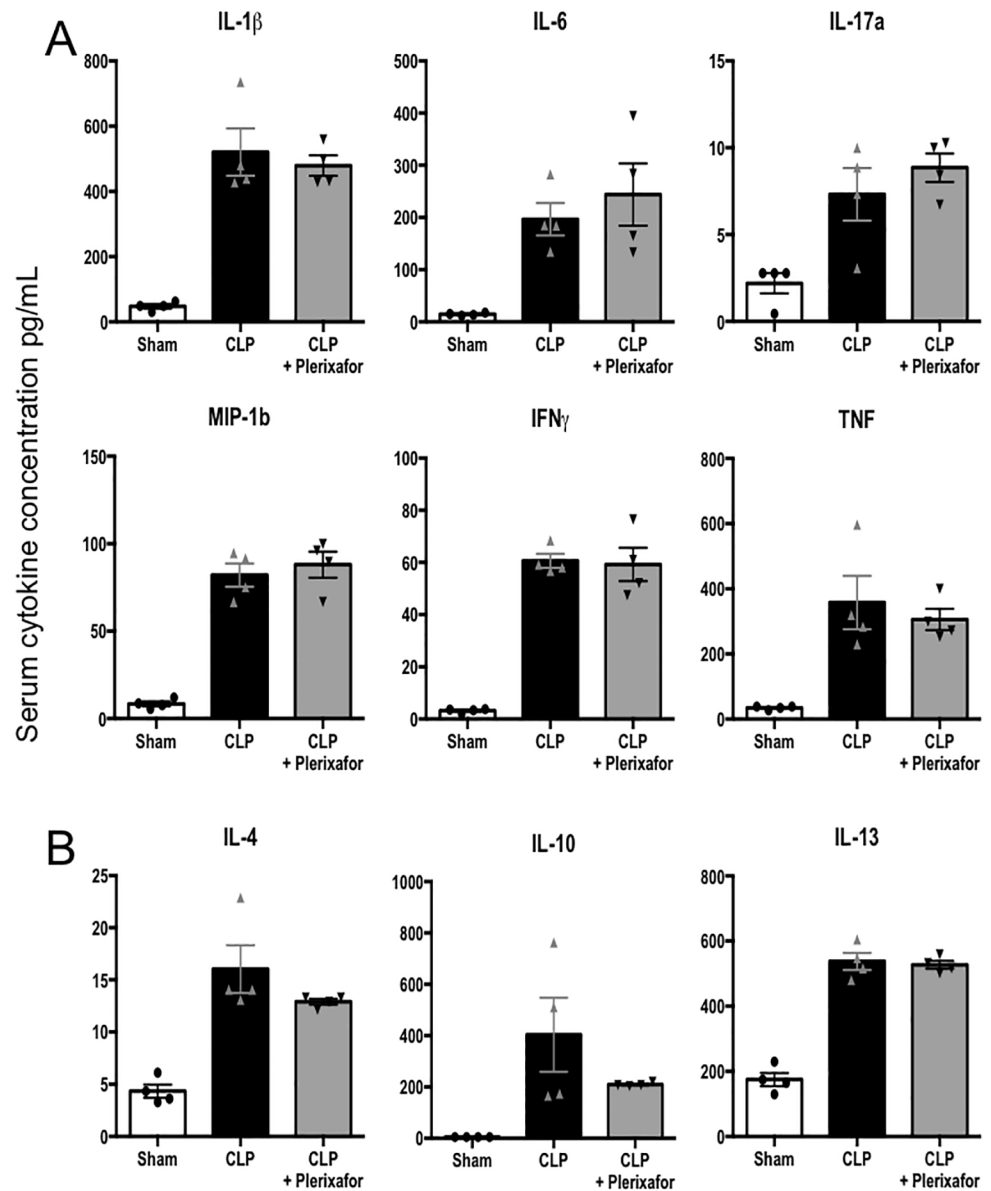 A
IL-1β
IL-6
IL-17a
Serum cytokine concentration pg/mL
800
600
400
200
0
Sham
CLP
CLP
+ Plerixafor
500
400
300
200
100
0
Sham
CLP
CLP
+ Plerixafor
15
10
5
0
Sham
CLP
CLP
+ Plerixafor
MIP-1b
IFNγ
TNF
150
100
50
0
Sham
CLP
CLP
+ Plerixafor
100
80
60
40
20
0
Sham
CLP
CLP
+ Plerixafor
800
600
400
200
0
Sham
CLP
CLP
+ Plerixafor
B
IL-4
IL-10
IL-13
25
20
15
10
5
0
Sham
CLP
CLP
+ Plerixafor
1000
800
600
400
200
0
Sham
CLP
CLP
+ Plerixafor
800
600
400
200
0
Sham
CLP
CLP
+ Plerixafor